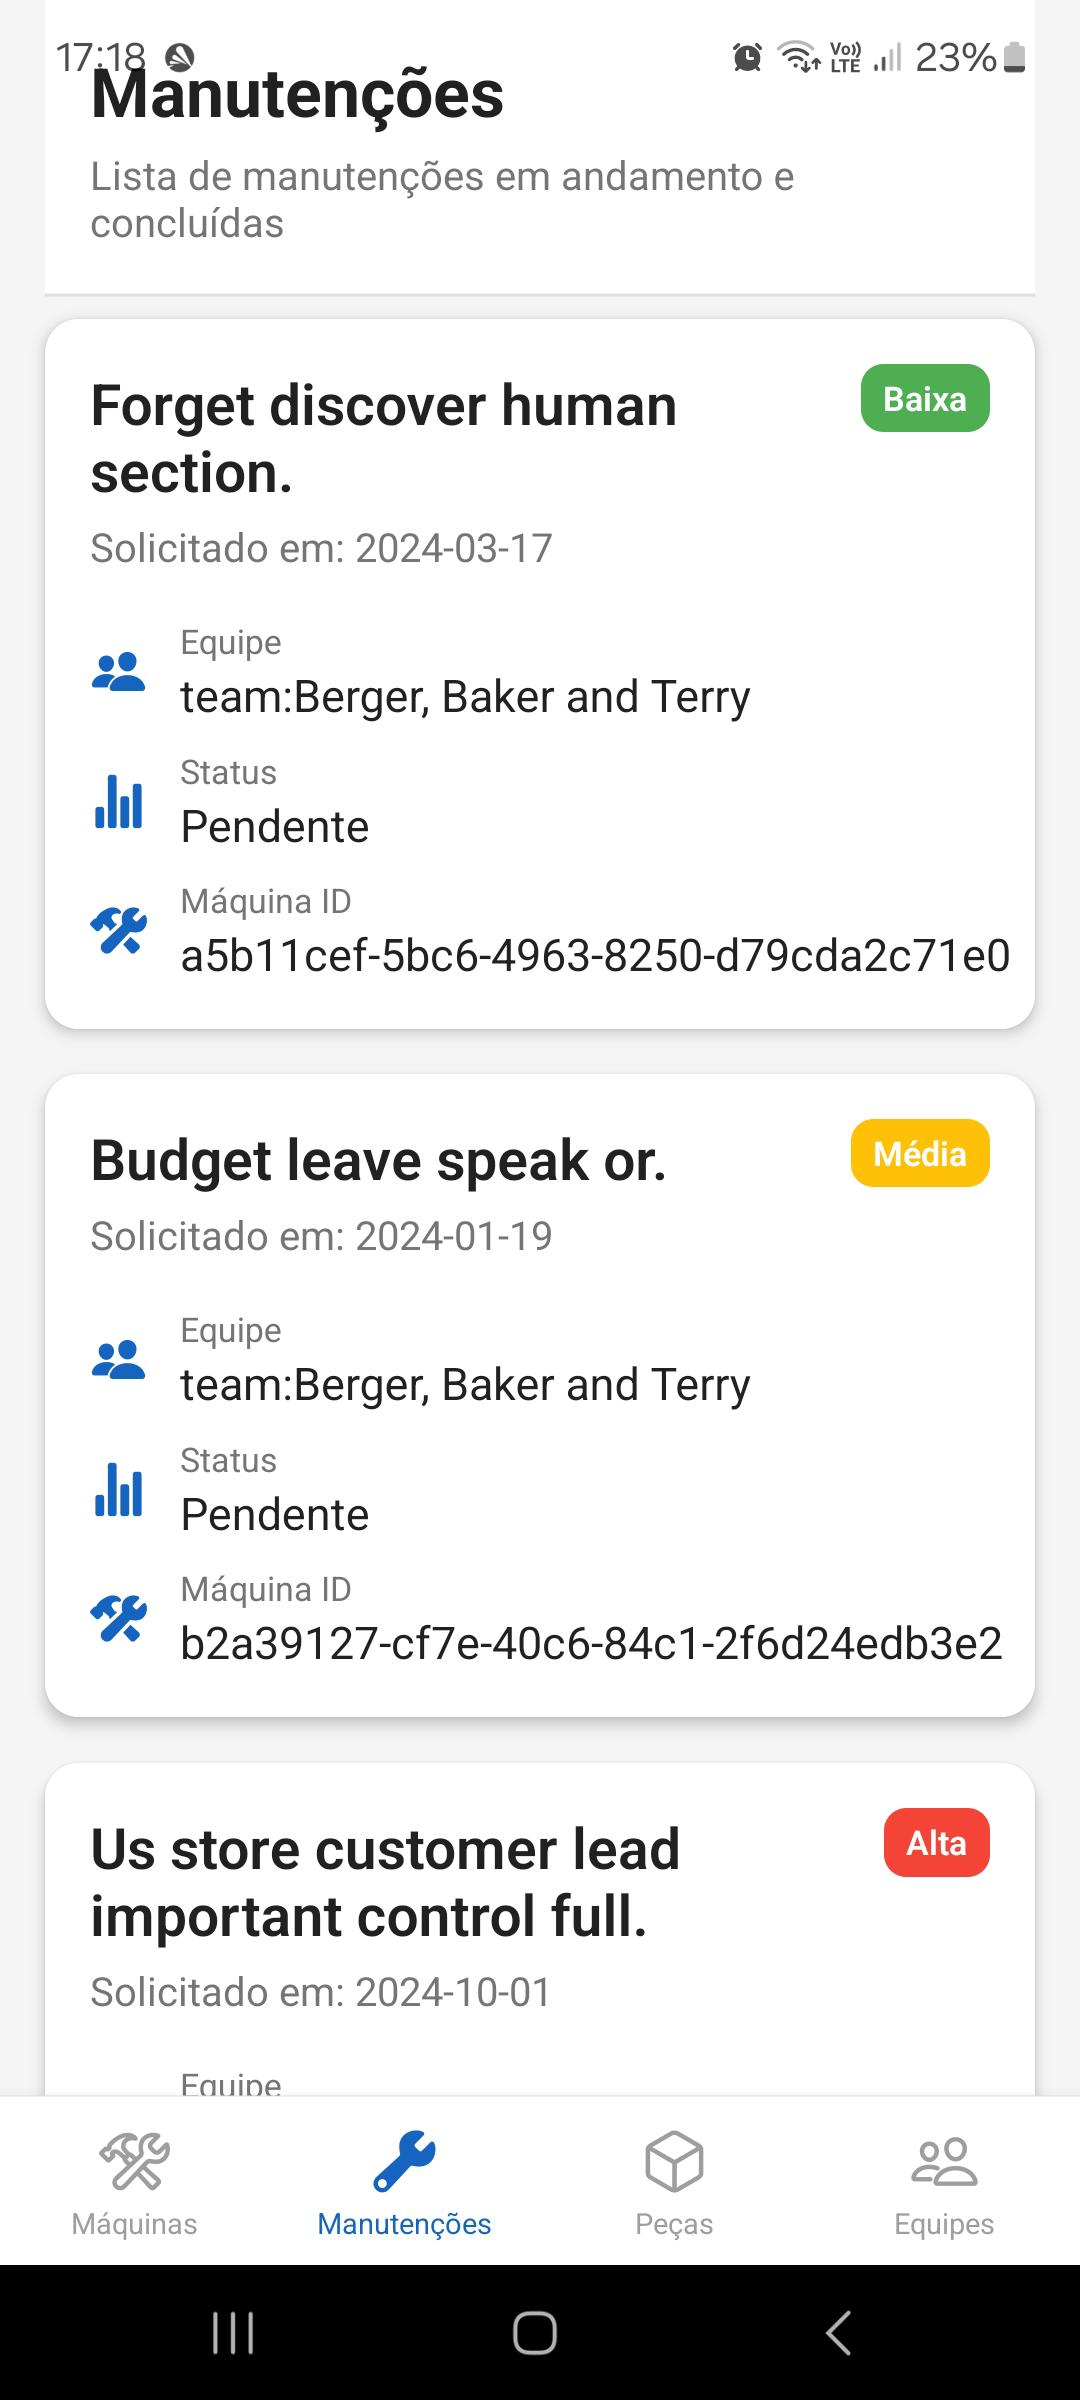 17:18
Vo)) LTE 23%
Manutenções
Lista de manutenções em andamento e
concluídas
Forget discover human
section.
Baixa
Solicitado em: 2024-03-17
Equipe
team:Berger, Baker and Terry
Status
Pendente
Máquina ID
a5b11cef-5bc6-4963-8250-d79cda2c71e0
Budget leave speak or.
Média
Solicitado em: 2024-01-19
Equipe
team:Berger, Baker and Terry
Status
Pendente
Máquina ID
b2a39127-cf7e-40c6-84c1-2f6d24edb3e2
Us store customer lead
important control full.
Alta
Solicitado em: 2024-10-01
Equipe
Máquinas
Manutenções
Peças
Equipes